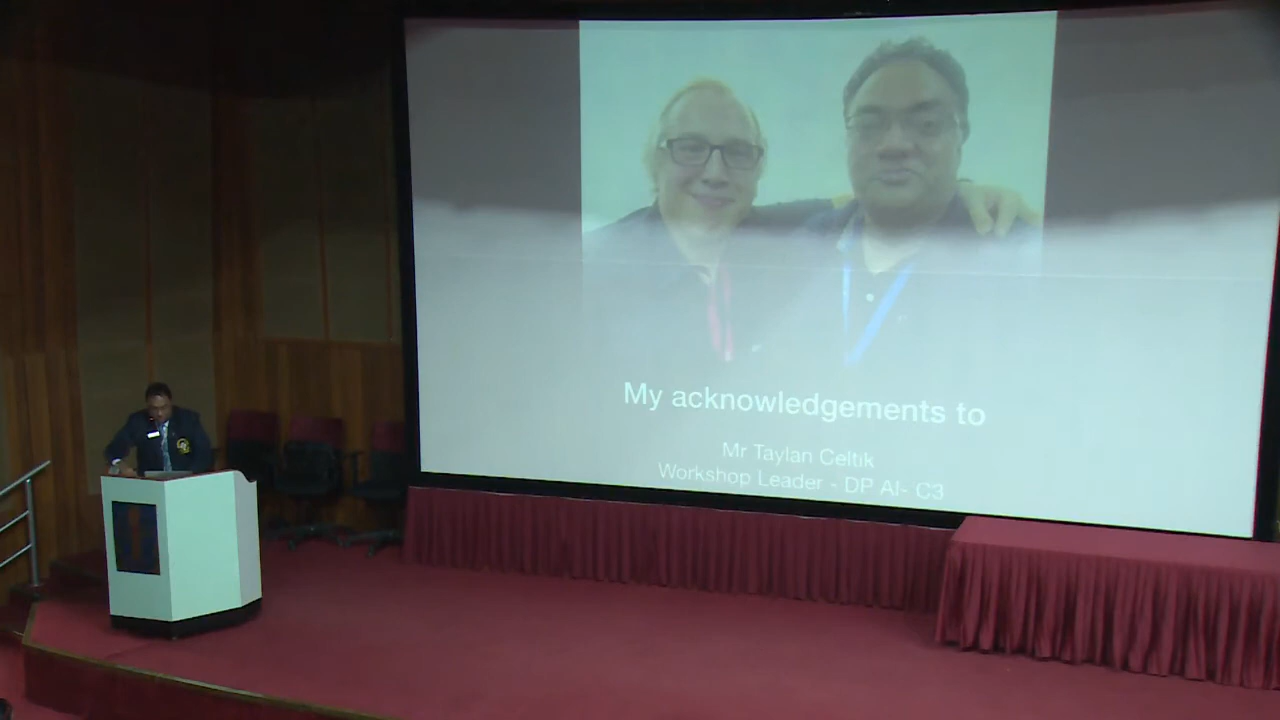 My acknowledgements to
Mr Taylan Celtik
Workshop Leader - DP AI- C3